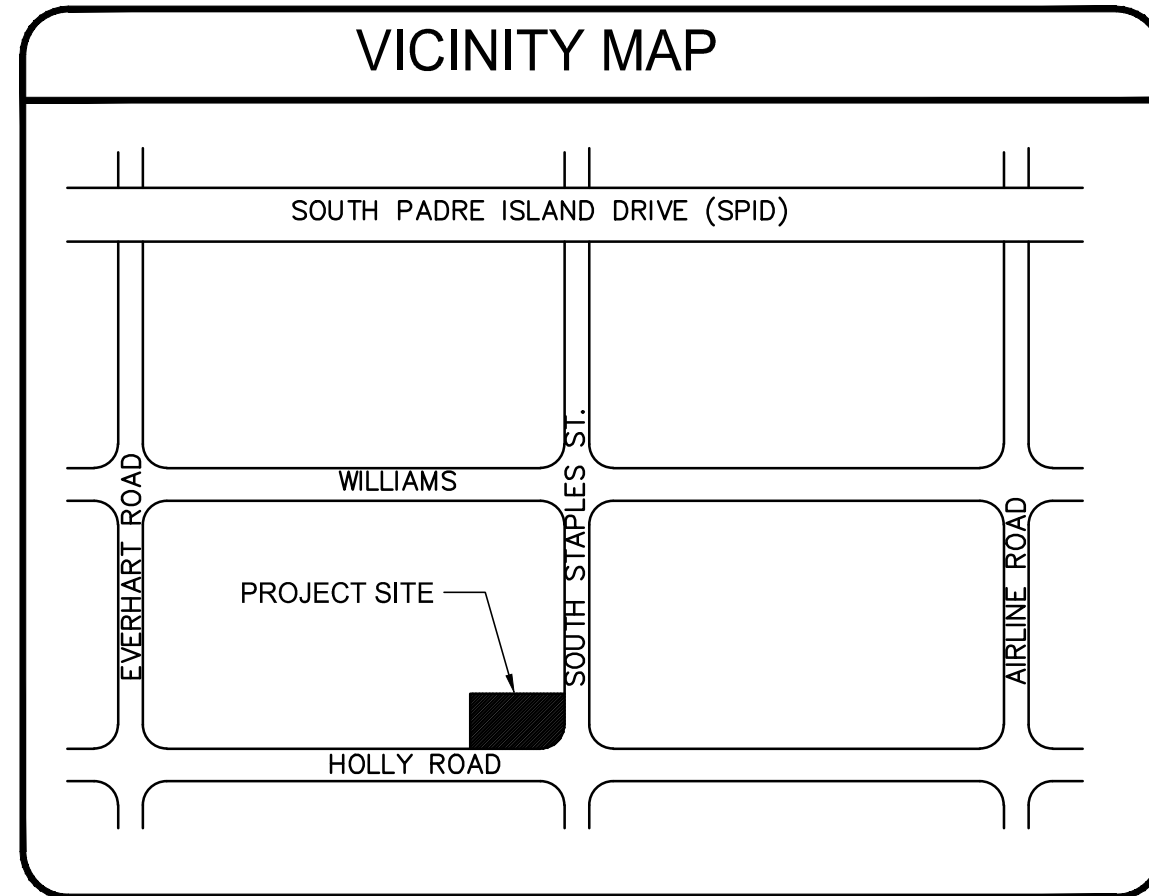 VICINITY MAP
SOUTH PADRE ISLAND DRIVE (SPID)
WILLIAMS
EVERHART ROAD
SOUTH STAPLES ST.
AIRLINE ROAD
PROJECT SITE
HOLLY ROAD